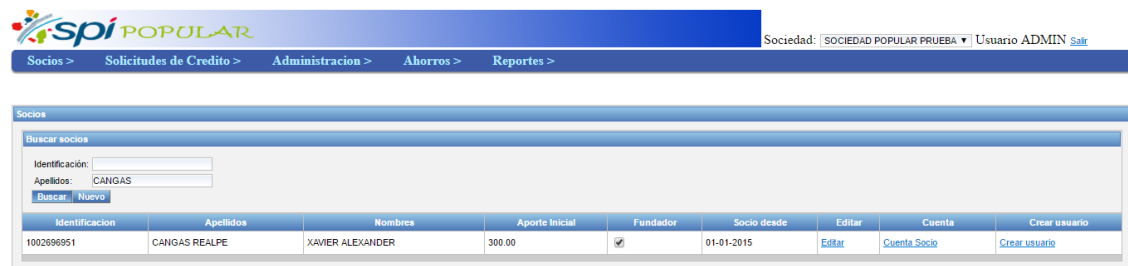 spi POPULAR
Sociedad: SOCIEDAD POPULAR PRUEBA Usuario ADMIN Salir
Socios > Solicitudes de Credito > Administracion > Ahorros > Reportes >
Socios
Buscar socios
Identificación:
Apellidos: CANGAS
Buscar Nuevo
Identificacion Apellidos Nombres Aporte Inicial Fundador Socio desde Editar Cuenta Crear usuario
1002696951 CANGAS REALPE XAVIER ALEXANDER 300.00 01-01-2015 Editar Cuenta Socio Crear usuario